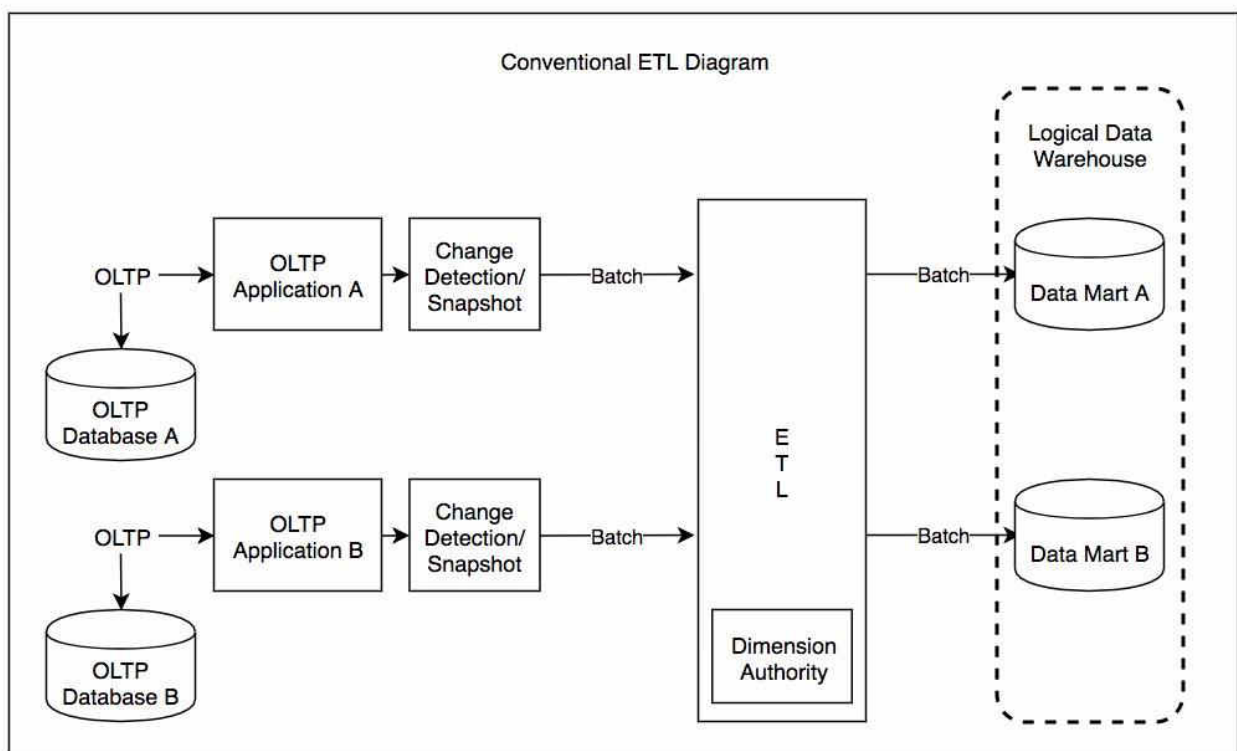 Conventional ETL Diagram
Logical Data
Warehouse
OLTP
OLTP
Application A
Change
Detection/
Snapshot
Batch
Batch
Data Mart A
OLTP
Database A
E
T
L
OLTP
OLTP
Application B
Change
Detection/
Snapshot
Batch
Batch
Data Mart B
OLTP
Database B
Dimension
Authority